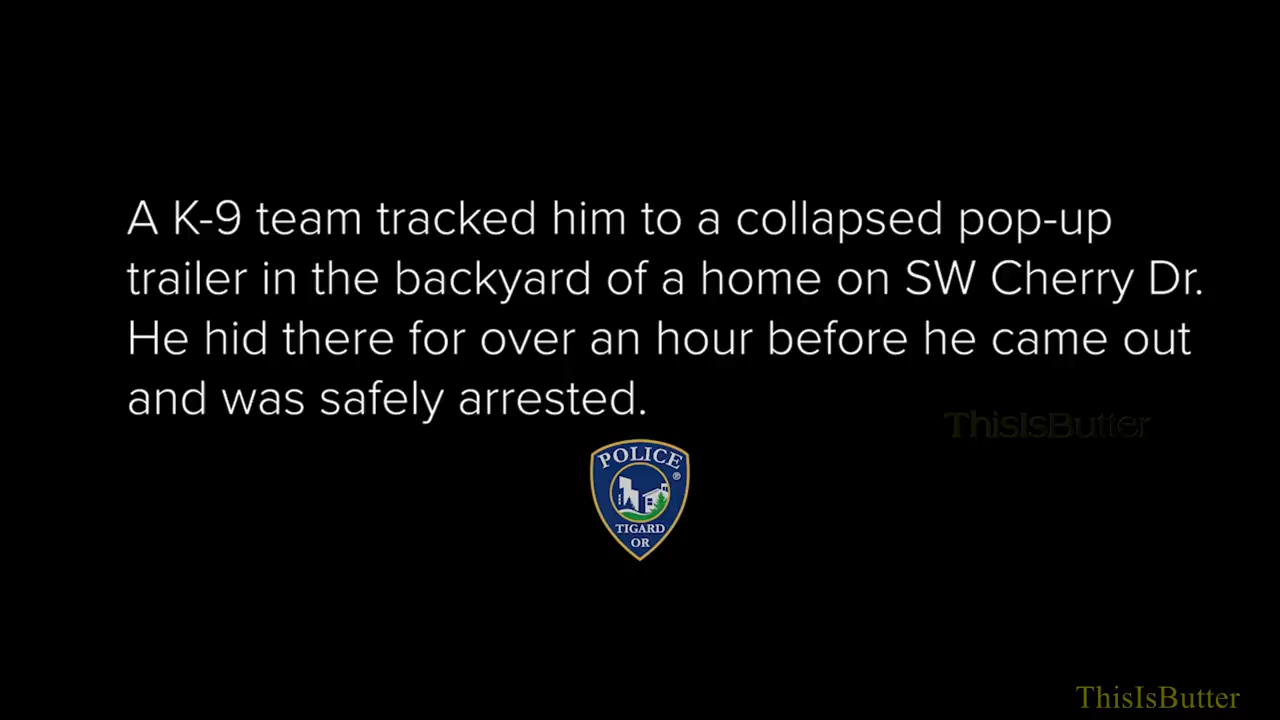 A K-9 team tracked him to a collapsed pop-up
trailer in the backyard of a home on SW Cherry Dr.
He hid there for over an hour before he came out
and was safely arrested.
ThisIsButter
POLICE
®
TIGARD
OR
ThisIsButter